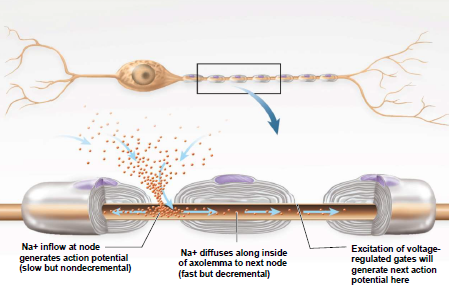 Na+ inflow at node
generates action potential
(slow but nondecremental)
Na+ diffuses along inside
of axolemma to next node
(fast but decremental)
Excitation of voltage-
regulated gates will
generate next action
potential here